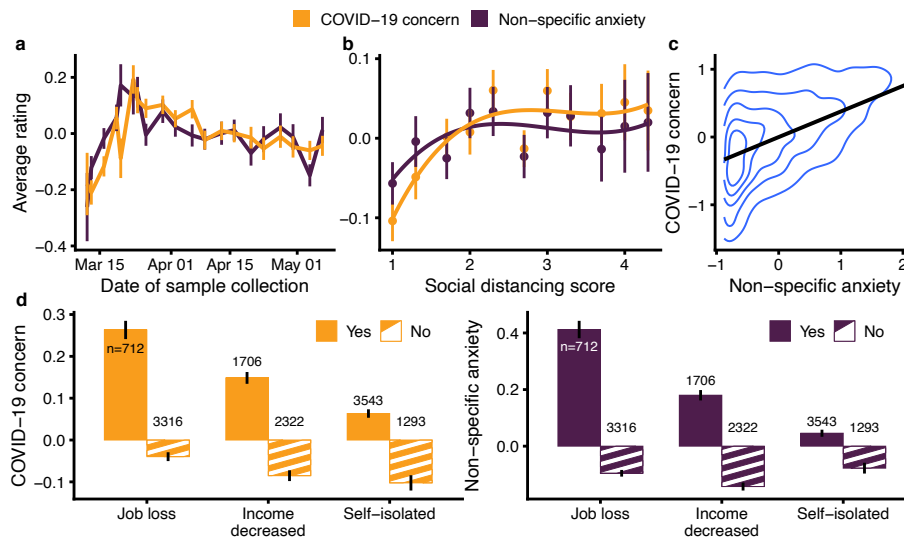 COVID−19 concern
Non−specific anxiety
a
Average rating
0.2
0.0
−0.2
−0.4
Mar 15
Apr 01
Apr 15
May 01
Date of sample collection
b
0.1
0.0
−0.1
1
2
3
4
Social distancing score
c
COVID−19 concern
1
0
−1
−1
0
1
2
Non−specific anxiety
d
COVID−19 concern
0.3
0.2
0.1
0.0
−0.1
Yes
No
n=712
3316
1706
2322
3543
1293
Job loss
Income
decreased
Self−isolated
Non−specific anxiety
0.4
0.2
0.0
Yes
No
n=712
3316
1706
2322
3543
1293
Job loss
Income
decreased
Self−isolated